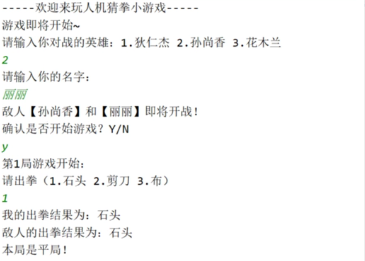 -----欢迎来玩人机猜拳小游戏-----
游戏即将开始~
请输入你对战的英雄：1.狄仁杰 2.孙尚香 3.花木兰
2
请输入你的名字：
丽丽
敌人【孙尚香】和【丽丽】即将开战！
确认是否开始游戏？Y/N
y
第1局游戏开始：
请出拳（1.石头 2.剪刀 3.布）
1
我的出拳结果为：石头
敌人的出拳结果为：石头
本局是平局！